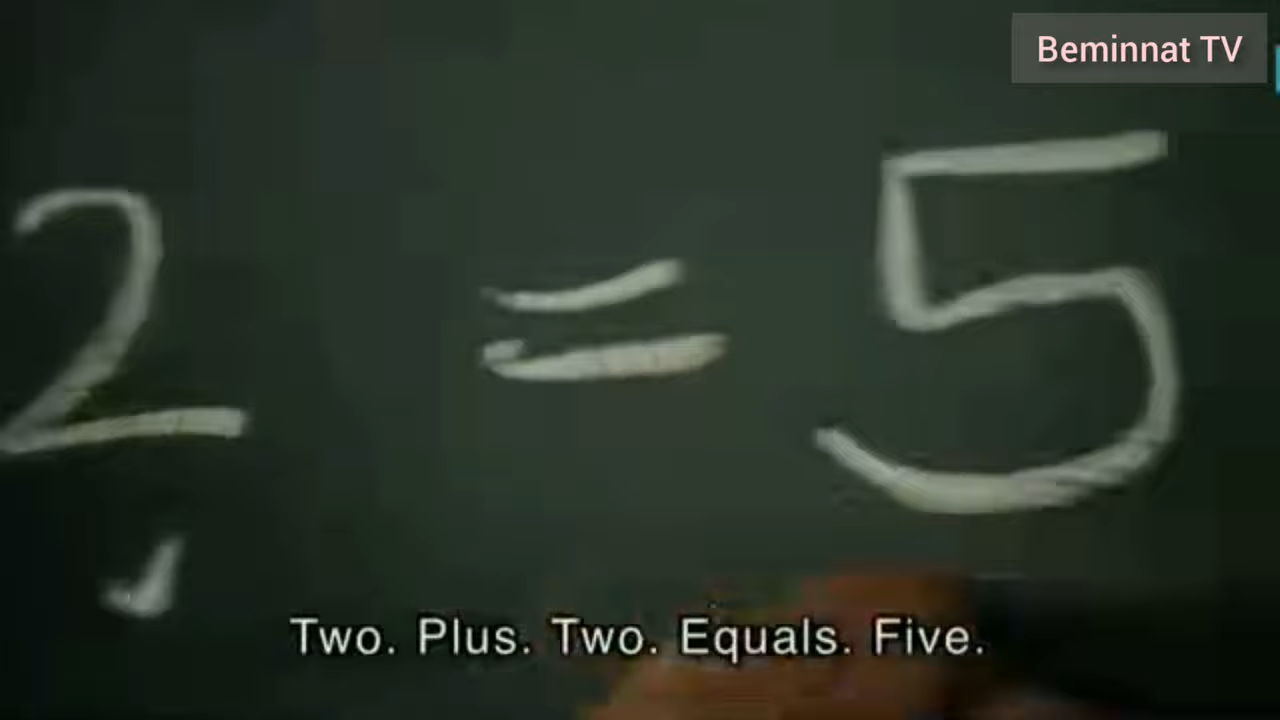 Beminnat TV
2 = 5
Two. Plus. Two. Equals. Five.